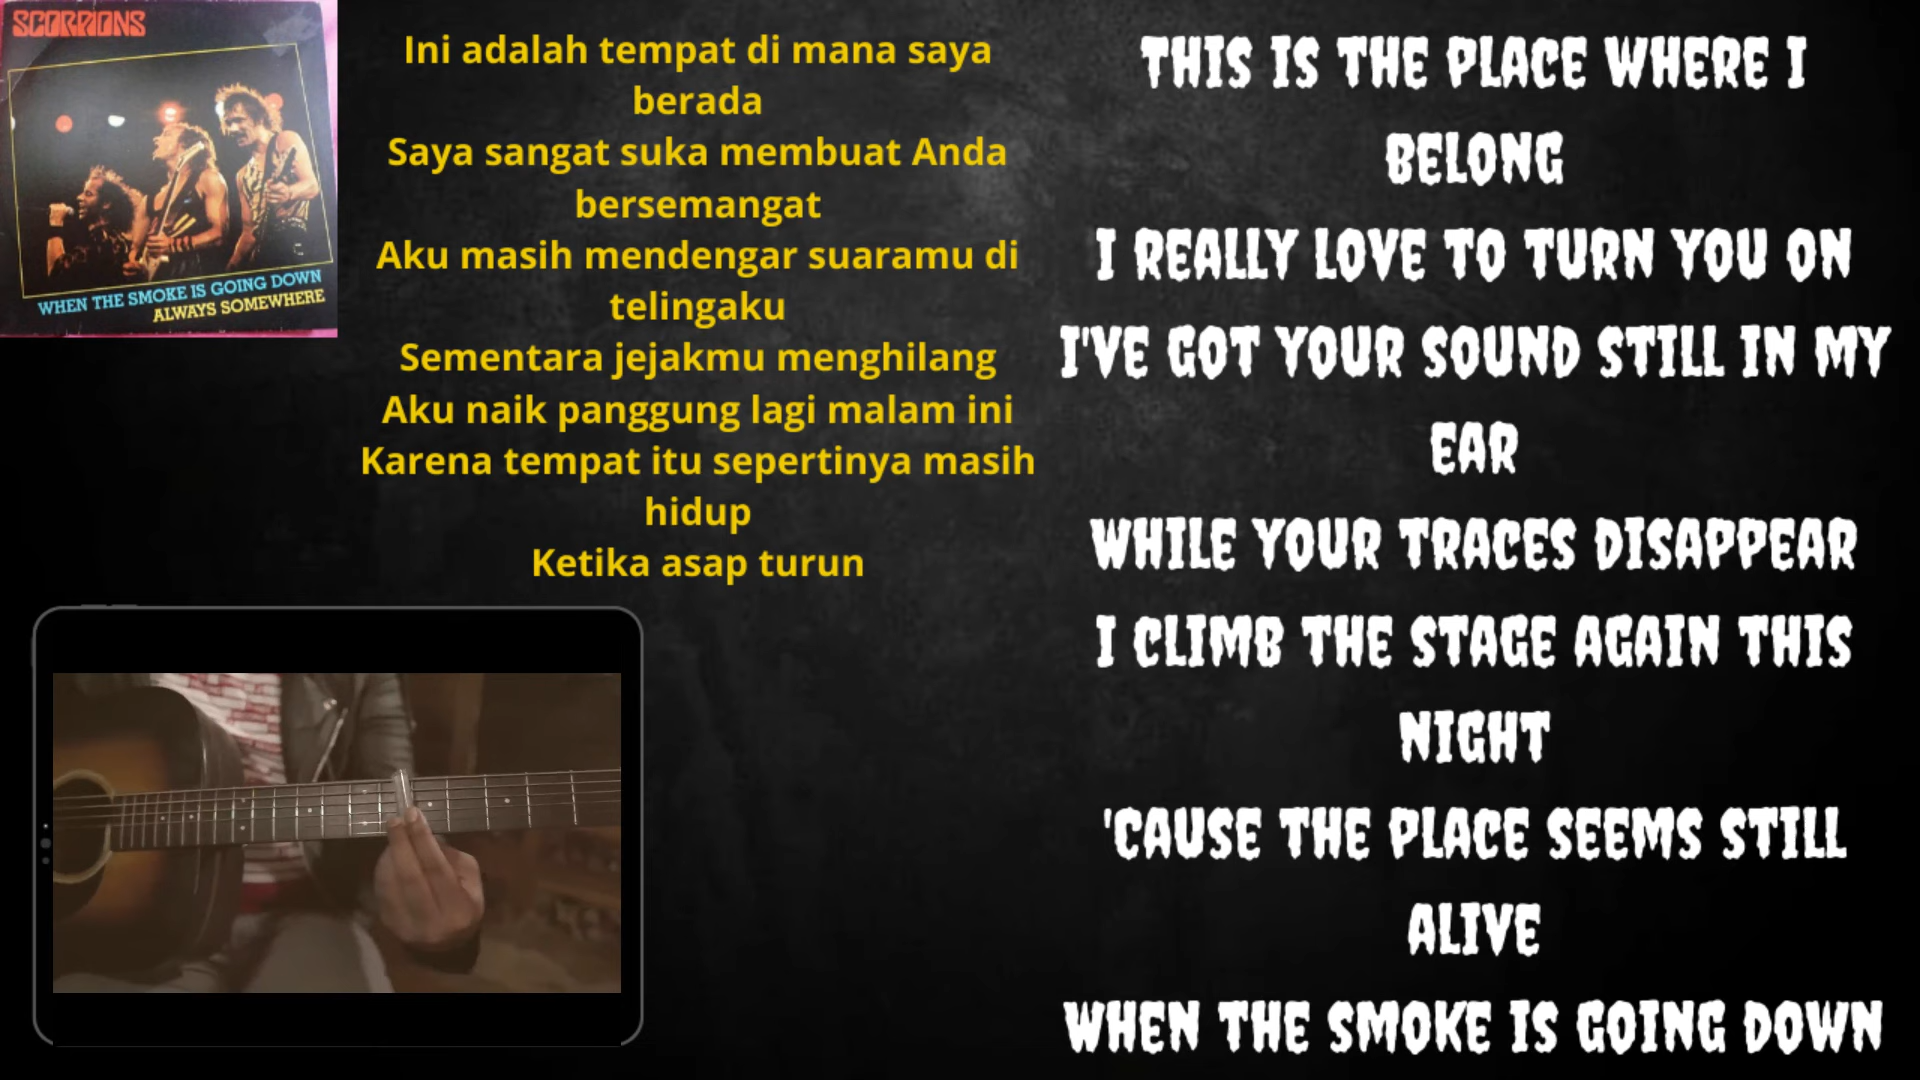 SCORPIONS
WHEN THE SMOKE IS GOING DOWN
ALWAYS SOMEWHERE
Ini adalah tempat di mana saya
berada
Saya sangat suka membuat Anda
bersemangat
Aku masih mendengar suaramu di
telingaku
Sementara jejakmu menghilang
Aku naik panggung lagi malam ini
Karena tempat itu sepertinya masih
hidup
Ketika asap turun
THIS IS THE PLACE WHERE I
BELONG
I REALLY LOVE TO TURN YOU ON
I'VE GOT YOUR SOUND STILL IN MY
EAR
WHILE YOUR TRACES DISAPPEAR
I CLIMB THE STAGE AGAIN THIS
NIGHT
'CAUSE THE PLACE SEEMS STILL
ALIVE
WHEN THE SMOKE IS GOING DOWN